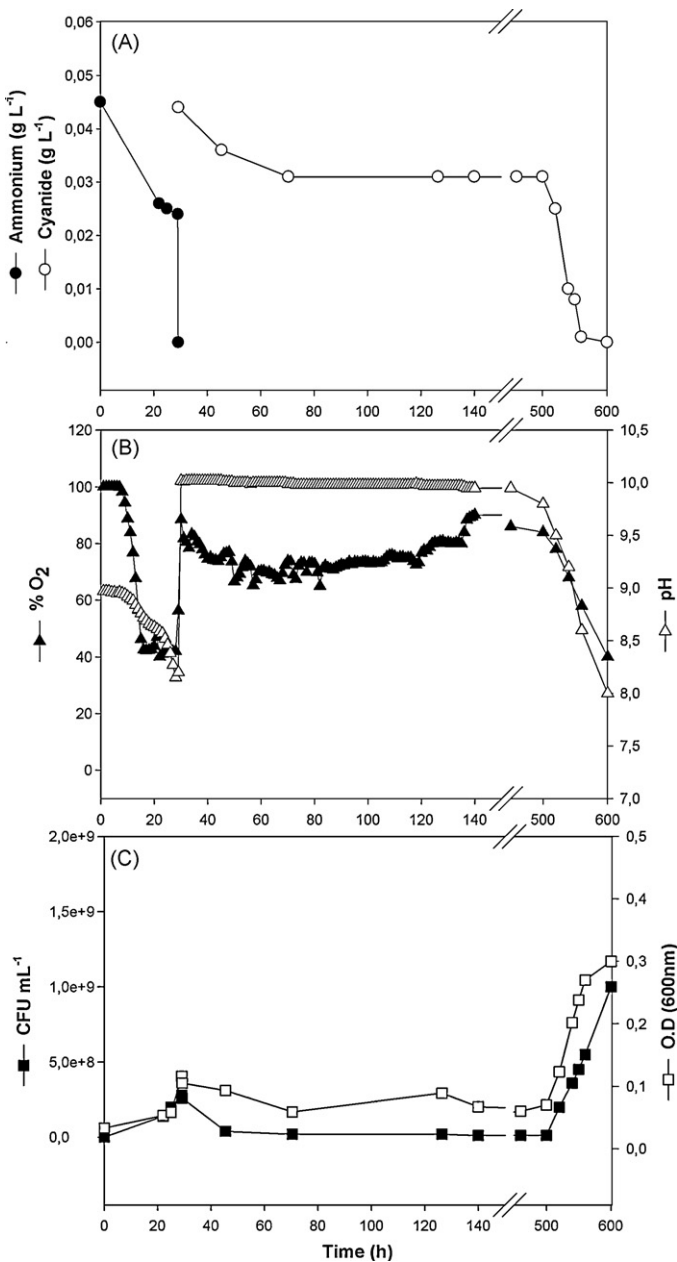 (A)
0,06
0,05
0,04
0,03
0,02
0,01
0,00
Ammonium (g L⁻¹)
Cyanide (g L⁻¹)
0 20 40 60 80 100 120 140 500 600
(B)
120
100
80
60
40
20
0
% O₂
10,5
10,0
9,5
9,0
8,5
8,0
7,5
7,0
pH
0 20 40 60 80 100 120 140 500 600
(C)
2,0e+9
1,5e+9
1,0e+9
5,0e+8
0,0
CFU mL⁻¹
0,5
0,4
0,3
0,2
0,1
0,0
O.D (600nm)
0 20 40 60 80 100 120 140 500 600
Time (h)